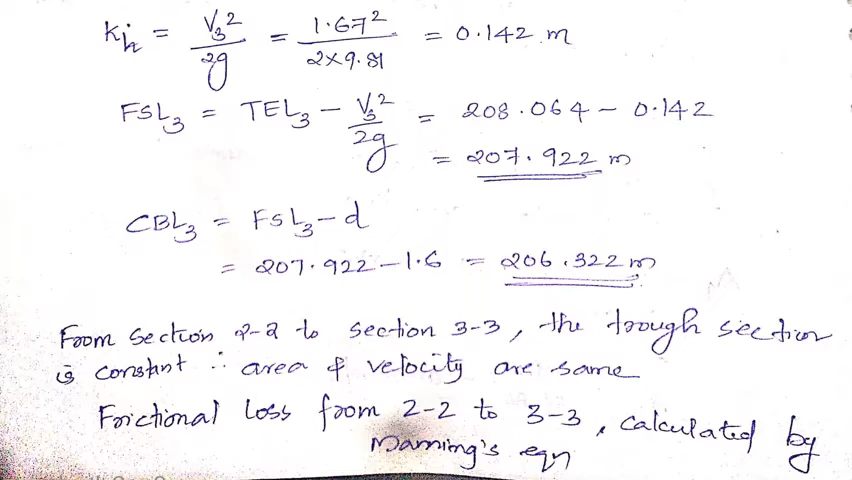 Kh = V₃²/2g = 1.67²/2×9.81 = 0.142 m
FSL₃ = TEL₃ − V₃²/2g = 208.064 − 0.142
= 207.922 m
CBL₃ = FSL₃ − d
= 207.922 − 1.6 = 206.322 m
From section 2-2 to section 3-3, the trough section
is constant ∴ area & velocity are same
Frictional loss from 2-2 to 3-3, calculated by
Manning's eqn